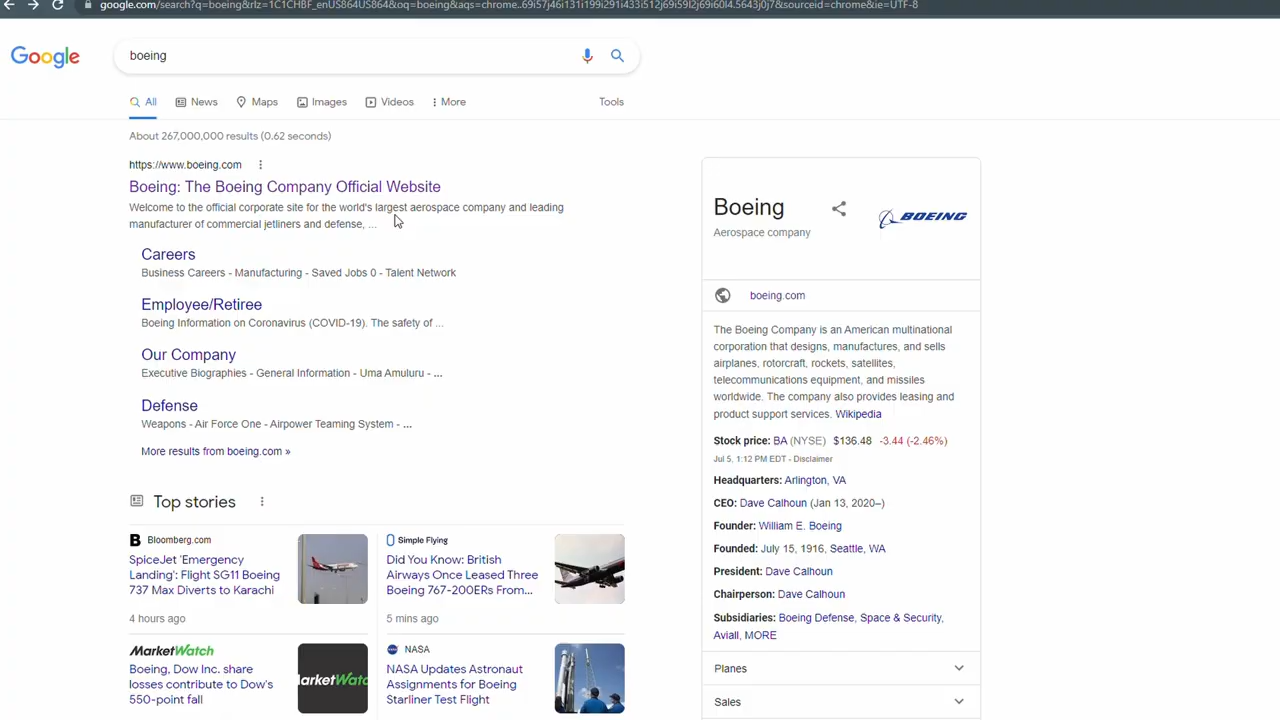 google.com/search?q=boeing&rlz=1C1CHBF_enUS864US864&oq=boeing&aqs=chrome..69i57j46i131i199i291i433i512j69i59l2j69i60l4.5643j0j7&sourceid=chrome&ie=UTF-8
Google
boeing
All
News
Maps
Images
Videos
More
Tools
About 267,000,000 results (0.62 seconds)
https://www.boeing.com
Boeing: The Boeing Company Official Website
Welcome to the official corporate site for the world's largest aerospace company and leading
manufacturer of commercial jetliners and defense, ...
Careers
Business Careers - Manufacturing - Saved Jobs 0 - Talent Network
Employee/Retiree
Boeing Information on Coronavirus (COVID-19). The safety of ...
Our Company
Executive Biographies - General Information - Uma Amuluru - ...
Defense
Weapons - Air Force One - Airpower Teaming System - ...
More results from boeing.com »
Top stories
B Bloomberg.com
SpiceJet 'Emergency
Landing': Flight SG11 Boeing
737 Max Diverts to Karachi
4 hours ago
Simple Flying
Did You Know: British
Airways Once Leased Three
Boeing 767-200ERs From...
5 mins ago
MarketWatch
Boeing, Dow Inc. share
losses contribute to Dow's
550-point fall
arketWatc
NASA
NASA Updates Astronaut
Assignments for Boeing
Starliner Test Flight
Boeing
Aerospace company
BOEING
boeing.com
The Boeing Company is an American multinational
corporation that designs, manufactures, and sells
airplanes, rotorcraft, rockets, satellites,
telecommunications equipment, and missiles
worldwide. The company also provides leasing and
product support services. Wikipedia
Stock price: BA (NYSE) $136.48 -3.44 (-2.46%)
Jul 5, 1:12 PM EDT - Disclaimer
Headquarters: Arlington, VA
CEO: Dave Calhoun (Jan 13, 2020–)
Founder: William E. Boeing
Founded: July 15, 1916, Seattle, WA
President: Dave Calhoun
Chairperson: Dave Calhoun
Subsidiaries: Boeing Defense, Space & Security,
Aviall, MORE
Planes
Sales